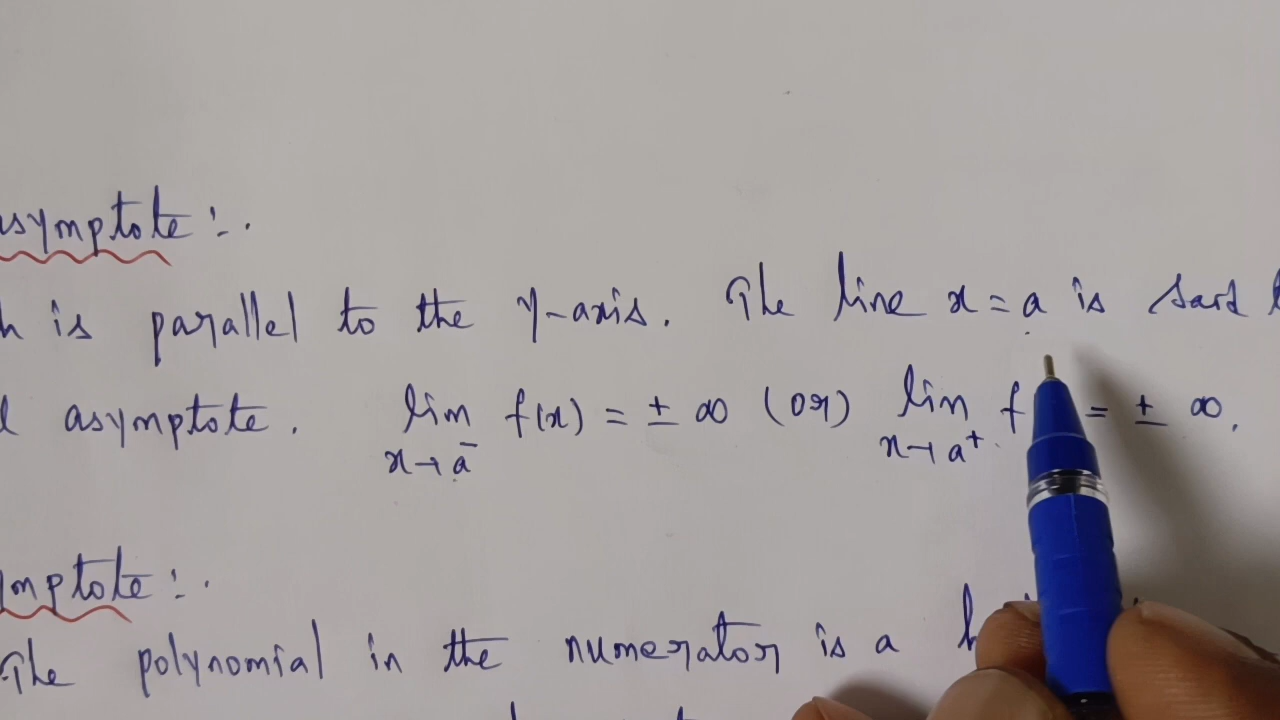 asymptote :-.
h is parallel to the y-axis. The line x = a is said
l asymptote. lim x→a⁻ f(x) = ± ∞ (or) lim x→a⁺ f = ± ∞.
mptote :-.
The polynomial in the numerator is a